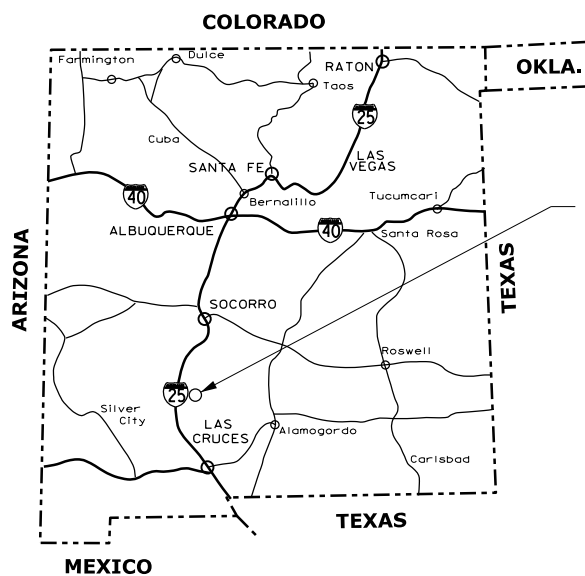 COLORADO
Farmington
Dulce
RATON
OKLA.
Taos
25
Cuba
LAS
VEGAS
SANTA FE
40
Bernalillo
Tucumcari
ALBUQUERQUE
40
Santa Rosa
ARIZONA
TEXAS
SOCORRO
Roswell
25
Silver
City
LAS
CRUCES
Alamogordo
Carlsbad
TEXAS
MEXICO